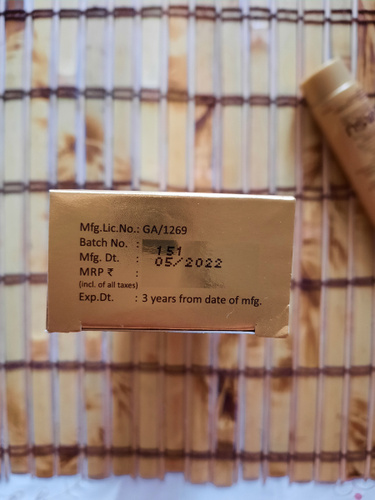 Mfg.Lic.No.: GA/1269
Batch No. : 151
Mfg. Dt. : 05/2022
MRP ₹ :
(incl. of all taxes)
Exp.Dt. : 3 years from date of mfg.